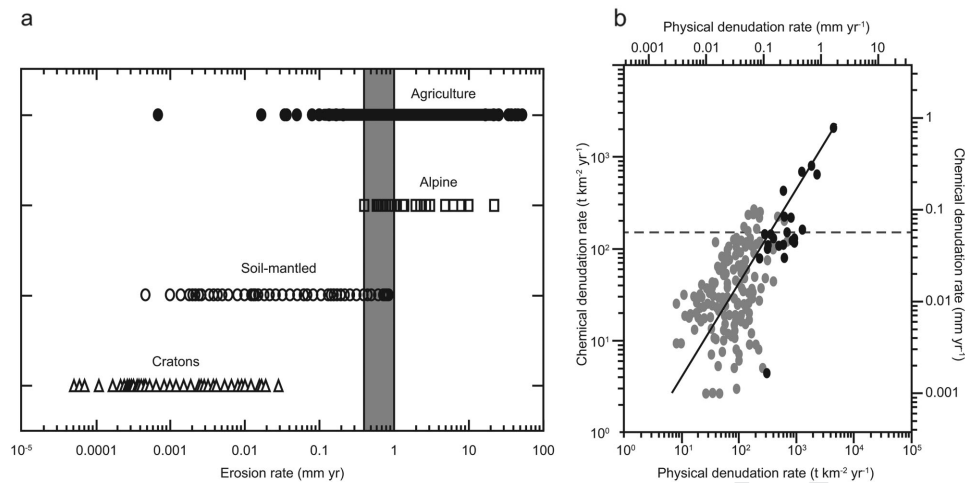 a
Agriculture
Alpine
Soil-mantled
Cratons
10⁻⁵ 0.0001 0.001 0.01 0.1 1 10 100
Erosion rate (mm yr)
b
Physical denudation rate (mm yr⁻¹)
0.001 0.01 0.1 1 10
Chemical denudation rate (t km⁻² yr⁻¹)
10³
10²
10¹
10⁰
1
0.1
0.01
0.001
Chemical denudation rate (mm yr⁻¹)
10⁰ 10¹ 10² 10³ 10⁴ 10⁵
Physical denudation rate (t km⁻² yr⁻¹)